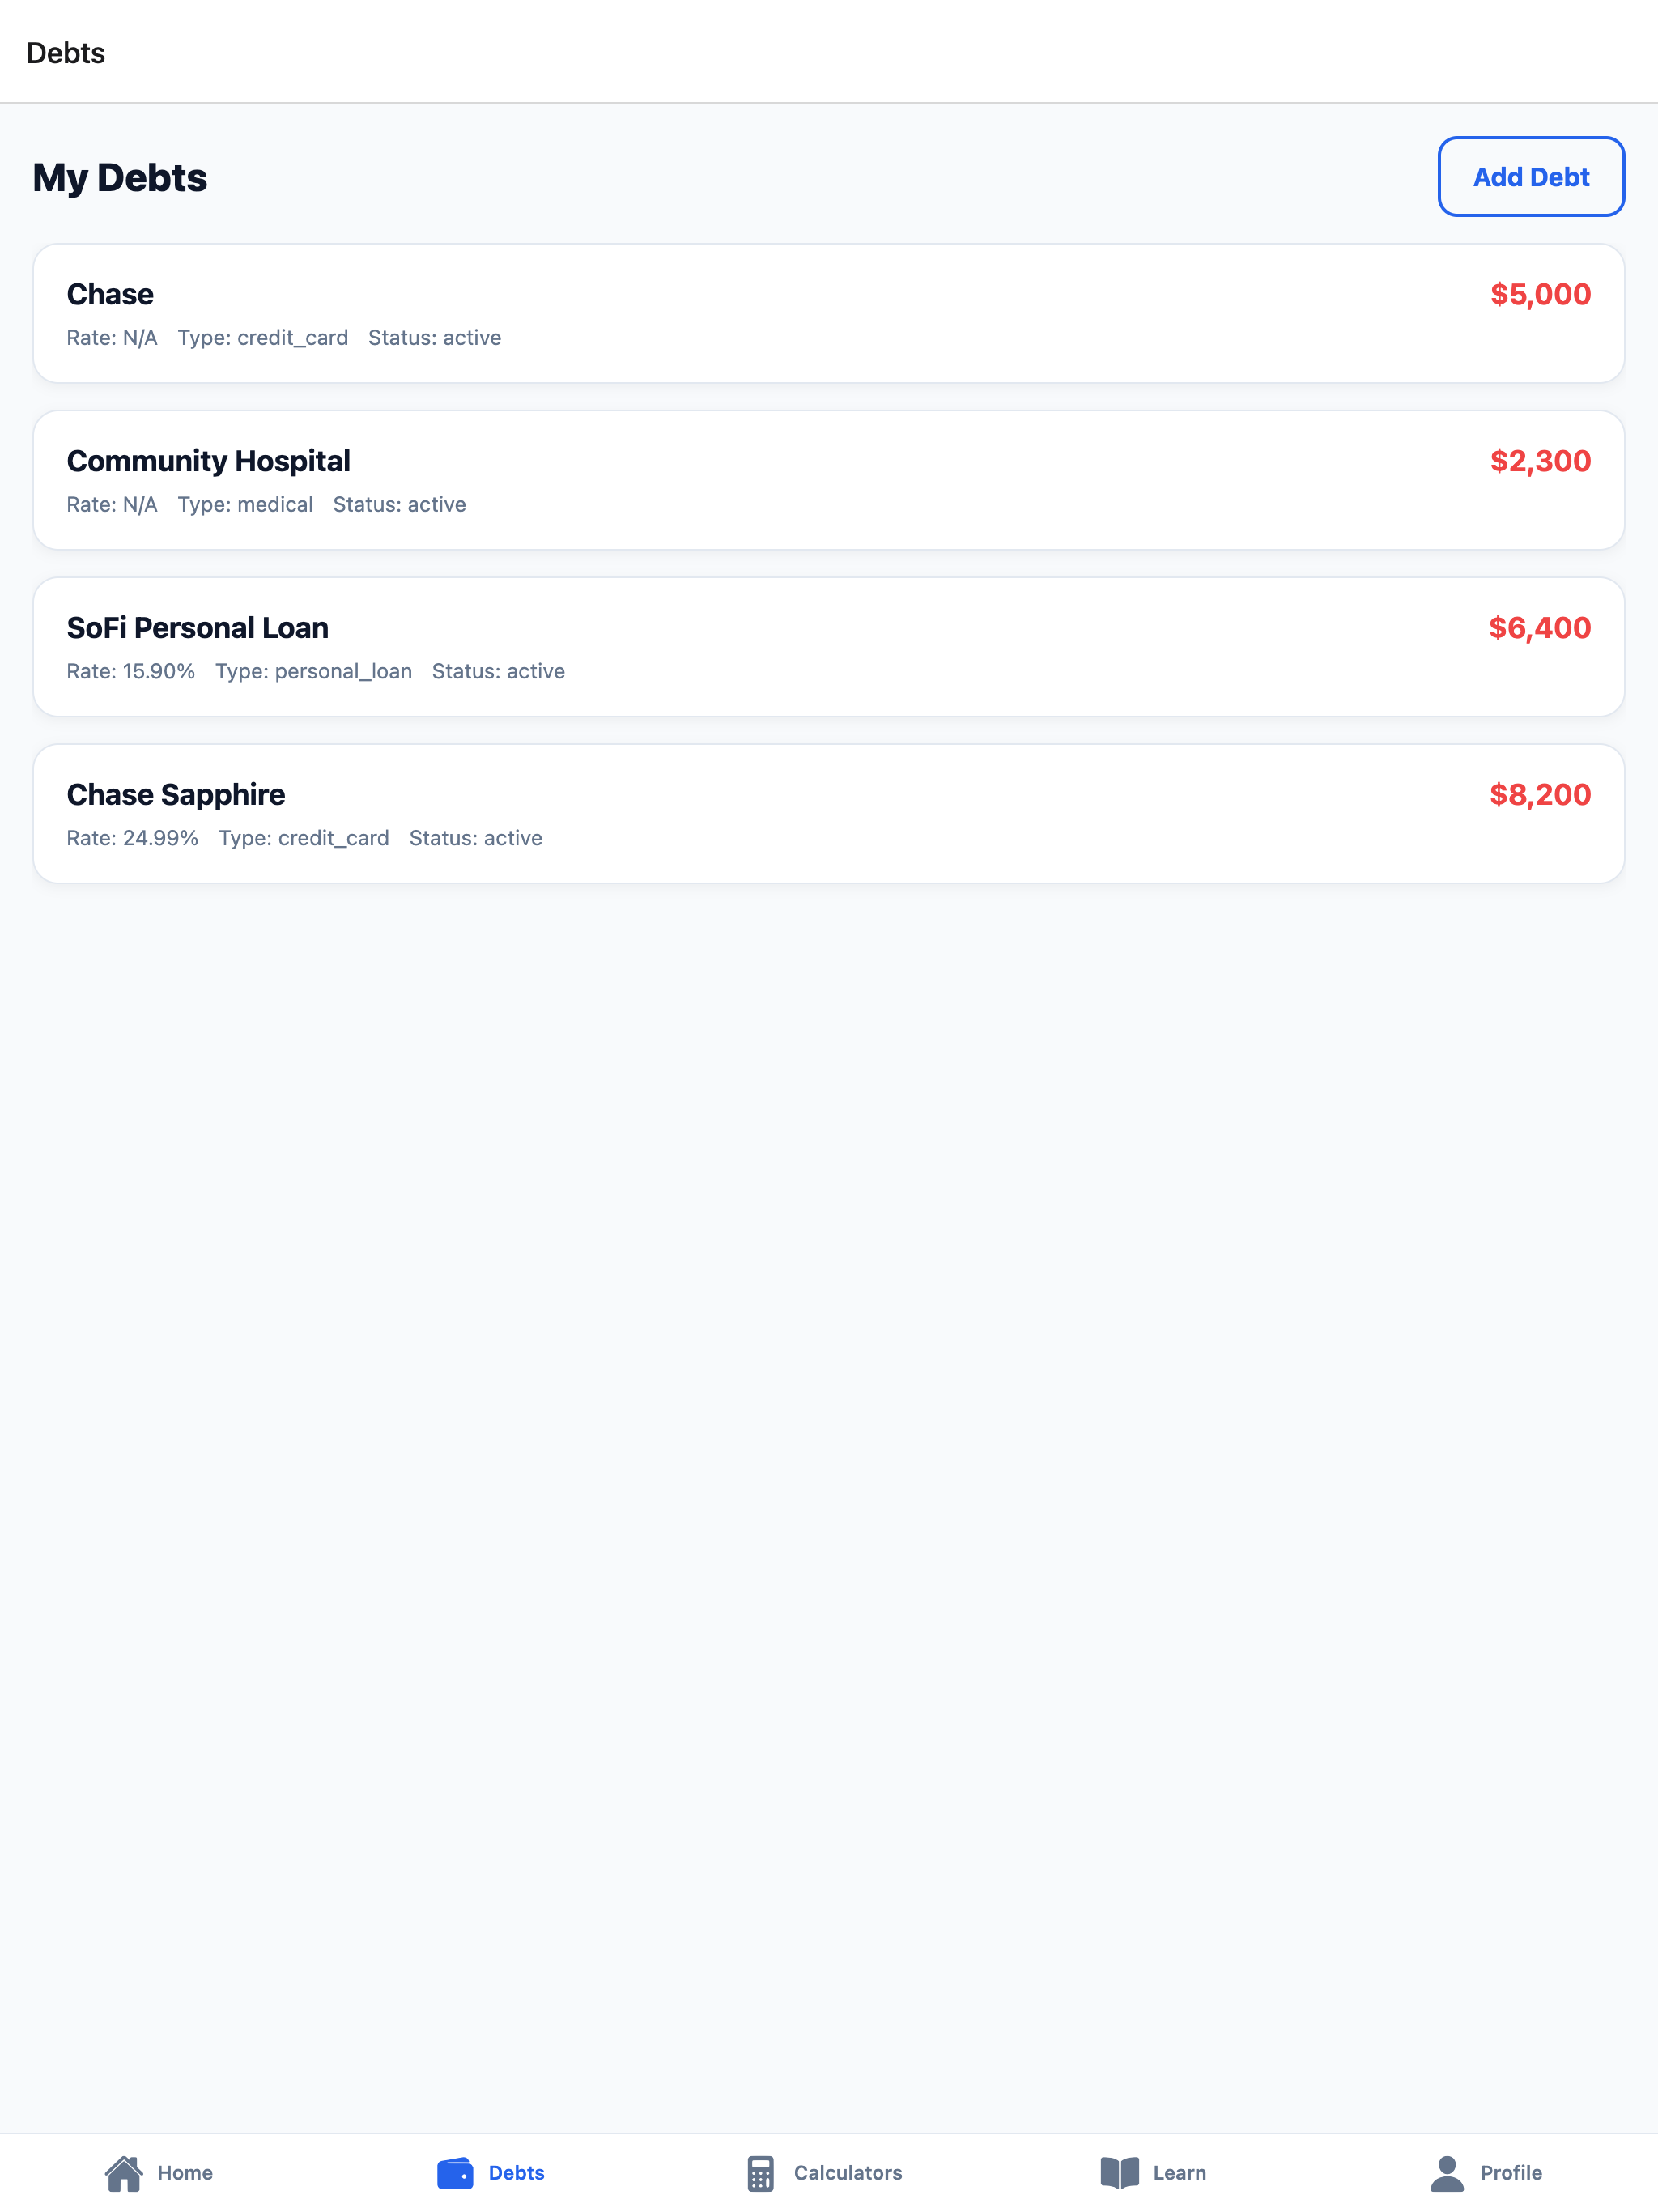 Debts
My Debts
Add Debt
Chase
$5,000
Rate: N/A Type: credit_card Status: active
Community Hospital
$2,300
Rate: N/A Type: medical Status: active
SoFi Personal Loan
$6,400
Rate: 15.90% Type: personal_loan Status: active
Chase Sapphire
$8,200
Rate: 24.99% Type: credit_card Status: active
Home
Debts
Calculators
Learn
Profile